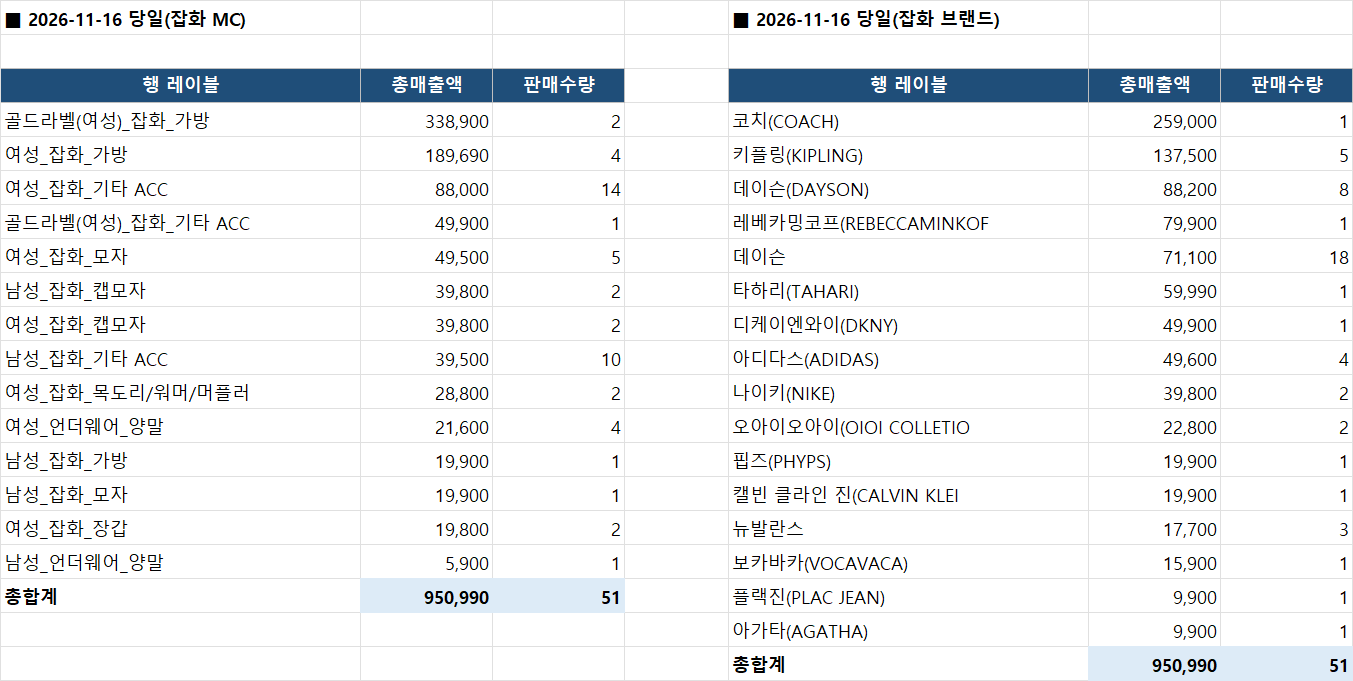 ■ 2026-11-16 당일(잡화 MC)
행 레이블 총매출액 판매수량
골드라벨(여성)_잡화_가방 338,900 2
여성_잡화_가방 189,690 4
여성_잡화_기타 ACC 88,000 14
골드라벨(여성)_잡화_기타 ACC 49,900 1
여성_잡화_모자 49,500 5
남성_잡화_캡모자 39,800 2
여성_잡화_캡모자 39,800 2
남성_잡화_기타 ACC 39,500 10
여성_잡화_목도리/워머/머플러 28,800 2
여성_언더웨어_양말 21,600 4
남성_잡화_가방 19,900 1
남성_잡화_모자 19,900 1
여성_잡화_장갑 19,800 2
남성_언더웨어_양말 5,900 1
총합계 950,990 51
■ 2026-11-16 당일(잡화 브랜드)
행 레이블 총매출액 판매수량
코치(COACH) 259,000 1
키플링(KIPLING) 137,500 5
데이슨(DAYSON) 88,200 8
레베카밍코프(REBECCAMINKOF 79,900 1
데이슨 71,100 18
타하리(TAHARI) 59,990 1
디케이엔와이(DKNY) 49,900 1
아디다스(ADIDAS) 49,600 4
나이키(NIKE) 39,800 2
오아이오아이(OIOI COLLETIO 22,800 2
핍즈(PHYPS) 19,900 1
캘빈 클라인 진(CALVIN KLEI 19,900 1
뉴발란스 17,700 3
보카바카(VOCAVACA) 15,900 1
플랙진(PLAC JEAN) 9,900 1
아가타(AGATHA) 9,900 1
총합계 950,990 51